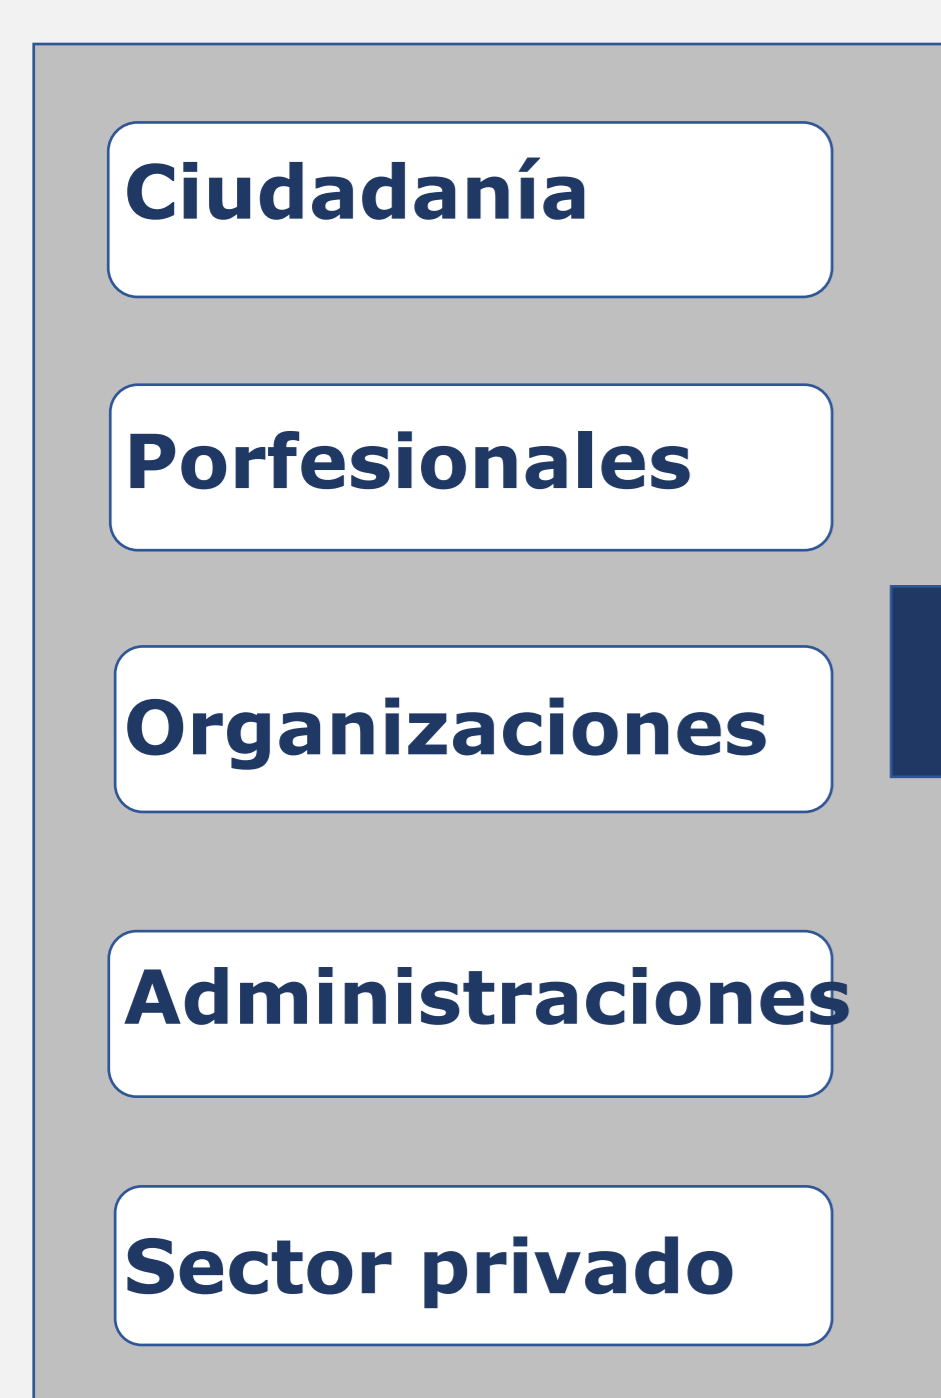 Ciudadanía
Porfesionales
Organizaciones
Administraciones
Sector privado